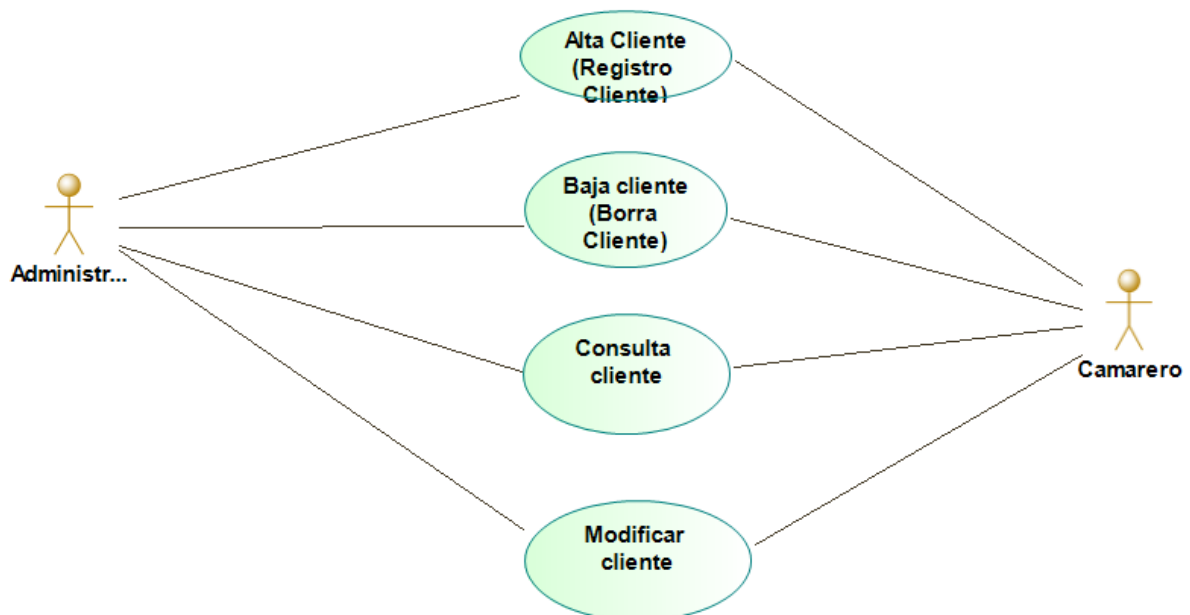 Alta Cliente
(Registro
Cliente)
Baja cliente
(Borra
Cliente)
Administr...
Consulta
cliente
Camarero
Modificar
cliente